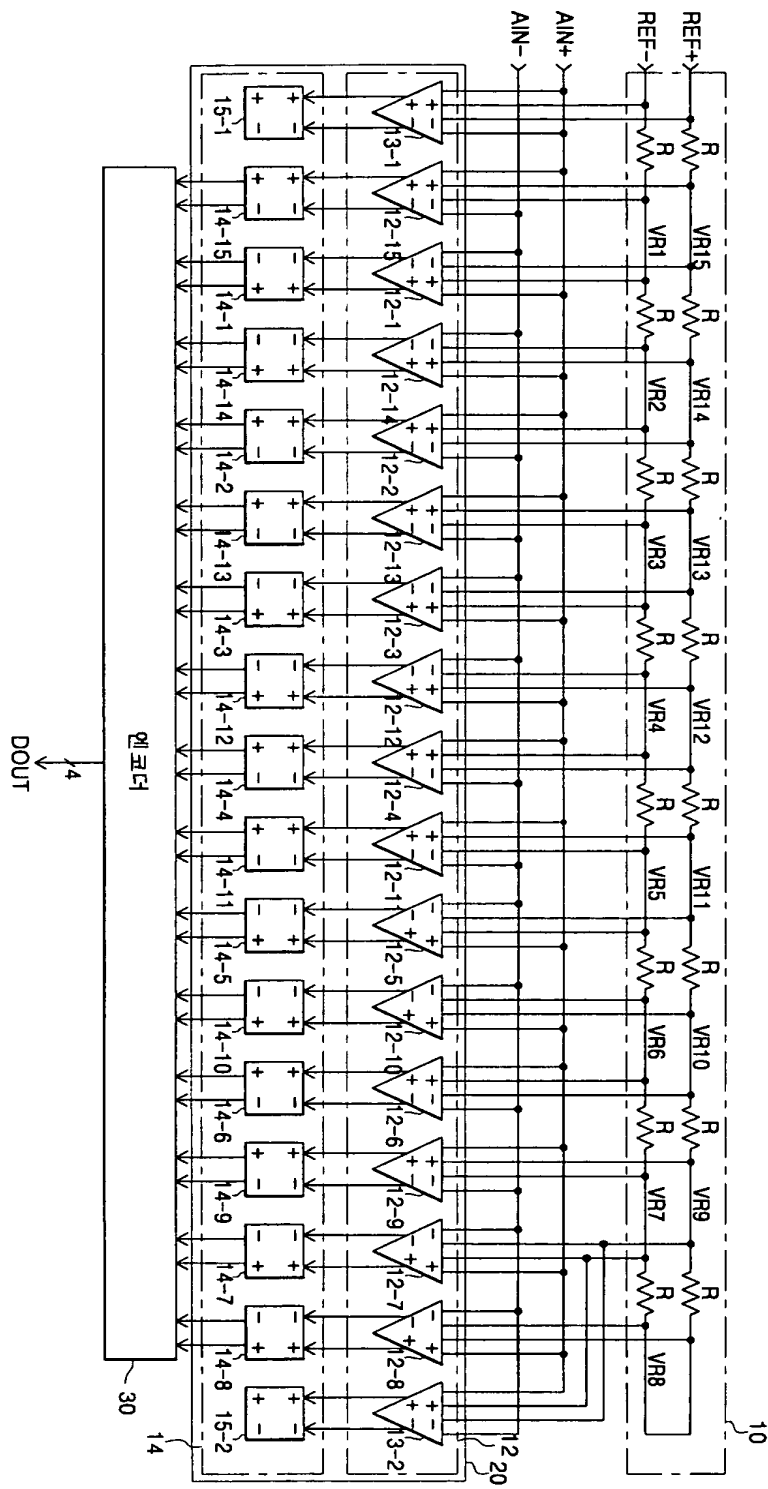 10
REF+ R VR15 R VR14 R VR13 R VR12 R VR11 R VR10 R VR9 R
REF- R VR1 R VR2 R VR3 R VR4 R VR5 R VR6 R VR7 R VR8
AIN+
AIN-
20
12
13-1 12-15 12-1 12-14 12-2 12-13 12-3 12-12 12-4 12-11 12-5 12-10 12-6 12-9 12-7 12-8 13-2
15-1 14-15 14-1 14-14 14-2 14-13 14-3 14-12 14-4 14-11 14-5 14-10 14-6 14-9 14-7 14-8 15-2
14
엔코더
30
4
DOUT